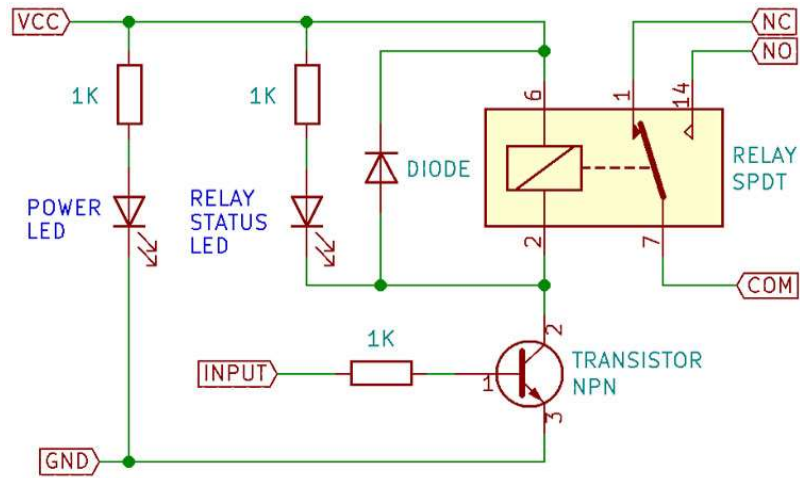 VCC
NC
NO
1K
1K
6
1
14
DIODE
RELAY
SPDT
POWER
LED
RELAY
STATUS
LED
2
7
COM
1K
2
TRANSISTOR
NPN
INPUT
1
3
GND